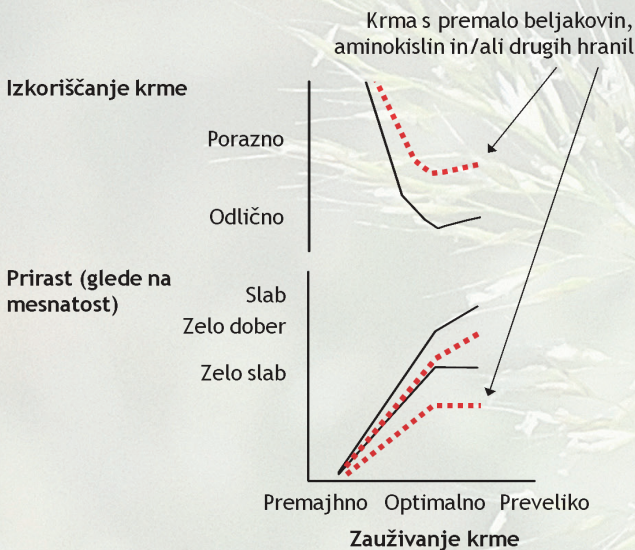 Krma s premalo beljakovin,
aminokislin in/ali drugih hranil
Izkoriščanje krme
Porazno
Odlično
Prirast (glede na
mesnatost)
Slab
Zelo dober
Zelo slab
Premajhno Optimalno Preveliko
Zauživanje krme